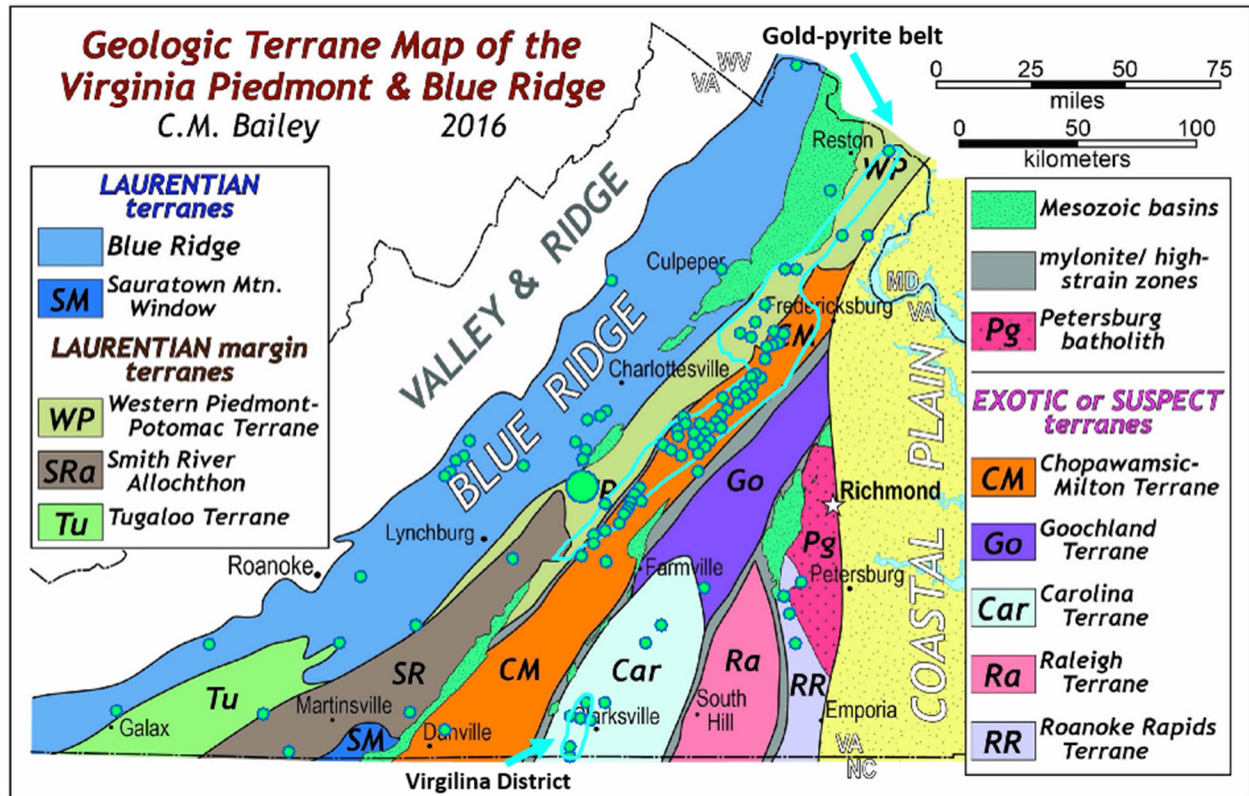 Geologic Terrane Map of the
Virginia Piedmont & Blue Ridge
C.M. Bailey 2016
Gold-pyrite belt
WV
VA
0 25 50 75
miles
0 50 100
kilometers
LAURENTIAN
terranes
Blue Ridge
SM Sauratown Mtn.
Window
LAURENTIAN margin
terranes
WP Western Piedmont-
Potomac Terrane
SRa Smith River
Allochthon
Tu Tugaloo Terrane
Mesozoic basins
mylonite/ high-
strain zones
Pg Petersburg
batholith
EXOTIC or SUSPECT
terranes
CM Chopawamsic-
Milton Terrane
Go Goochland
Terrane
Car Carolina
Terrane
Ra Raleigh
Terrane
RR Roanoke Rapids
Terrane
VALLEY & RIDGE
BLUE RIDGE
COASTAL PLAIN
Reston
WP
Culpeper
MD
VA
Fredericksburg
CM
Charlottesville
Go
Richmond
Lynchburg
Pg
Roanoke
Farmville
Petersburg
SR
CM
Car
Ra
RR
Tu
Martinsville
South
Hill
Emporia
Galax
SM
Danville
Clarksville
VA
NC
Virgilina District